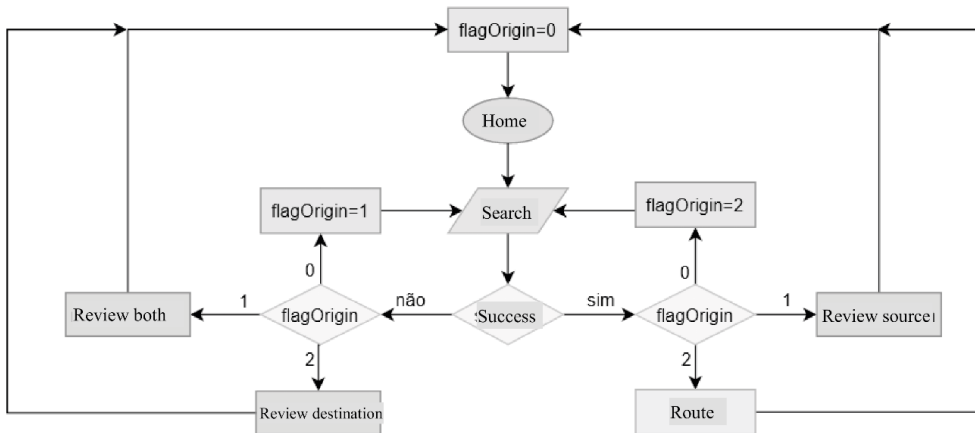 flagOrigin=0
Home
flagOrigin=1
Search
flagOrigin=2
0
0
Review both
1
flagOrigin
não
Success
sim
flagOrigin
1
Review source
2
2
Review destination
Route